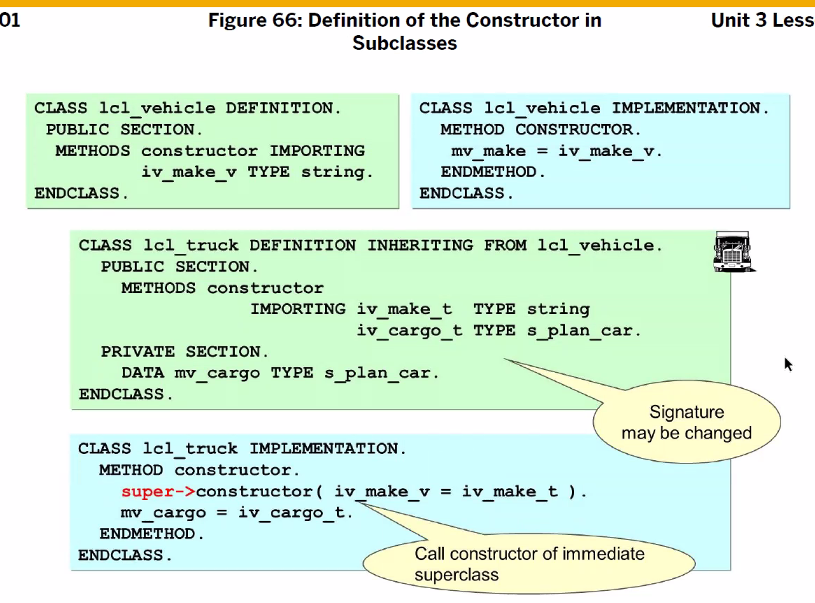 01
Figure 66: Definition of the Constructor in
Subclasses
Unit 3 Less
CLASS lcl_vehicle DEFINITION.
PUBLIC SECTION.
METHODS constructor IMPORTING
iv_make_v TYPE string.
ENDCLASS.
CLASS lcl_vehicle IMPLEMENTATION.
METHOD CONSTRUCTOR.
mv_make = iv_make_v.
ENDMETHOD.
ENDCLASS.
CLASS lcl_truck DEFINITION INHERITING FROM lcl_vehicle.
PUBLIC SECTION.
METHODS constructor
IMPORTING iv_make_t TYPE string
iv_cargo_t TYPE s_plan_car.
PRIVATE SECTION.
DATA mv_cargo TYPE s_plan_car.
ENDCLASS.
Signature
may be changed
CLASS lcl_truck IMPLEMENTATION.
METHOD constructor.
super->constructor( iv_make_v = iv_make_t ).
mv_cargo = iv_cargo_t.
ENDMETHOD.
ENDCLASS.
Call constructor of immediate
superclass